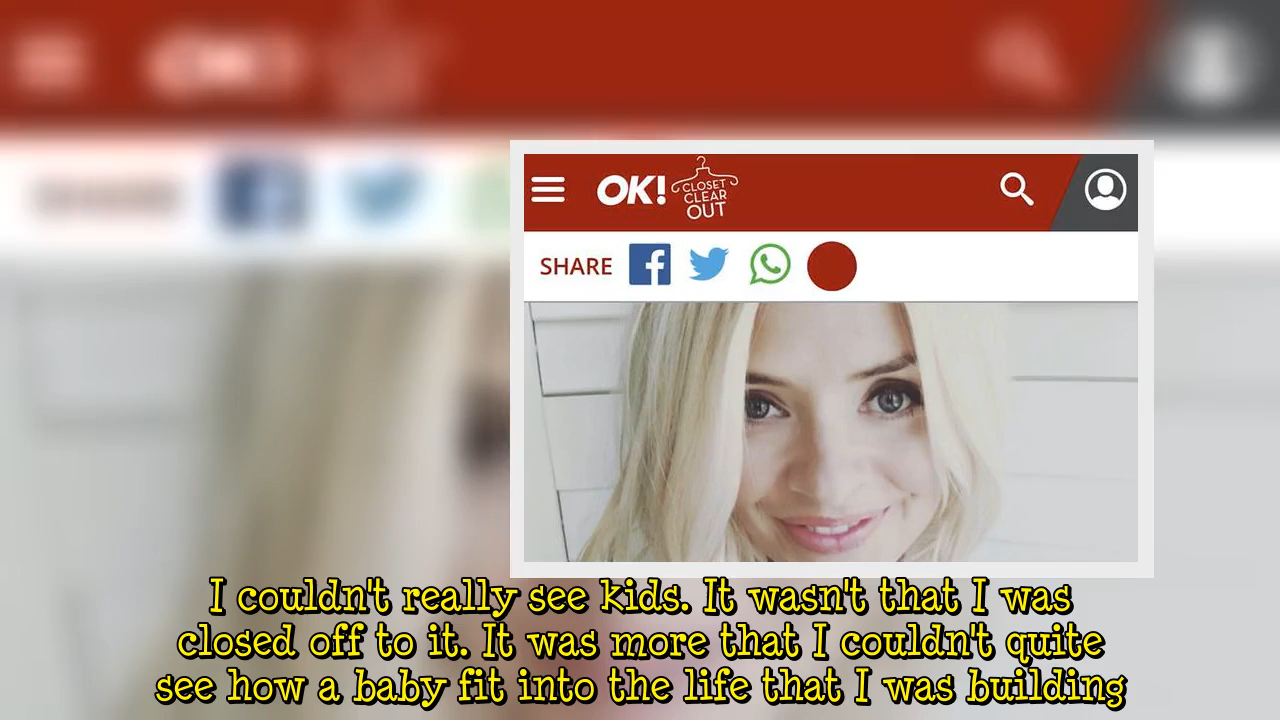 OK!
CLOSET
CLEAR
OUT
SHARE
I couldn't really see kids. It wasn't that I was
closed off to it. It was more that I couldn't quite
see how a baby fit into the life that I was building